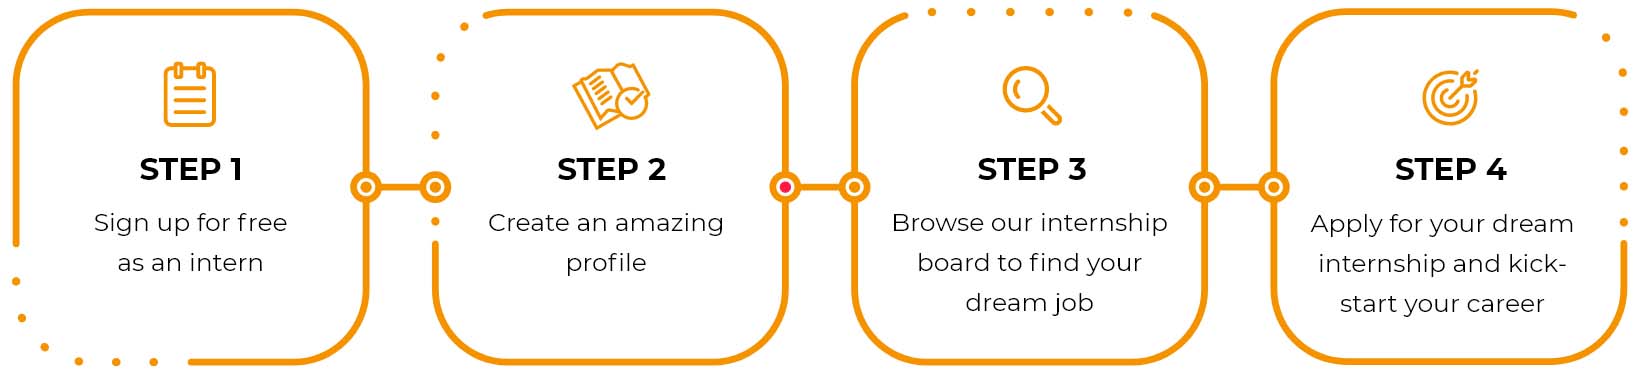 STEP 1
Sign up for free
as an intern
STEP 2
Create an amazing
profile
STEP 3
Browse our internship
board to find your
dream job
STEP 4
Apply for your dream
internship and kick-
start your career